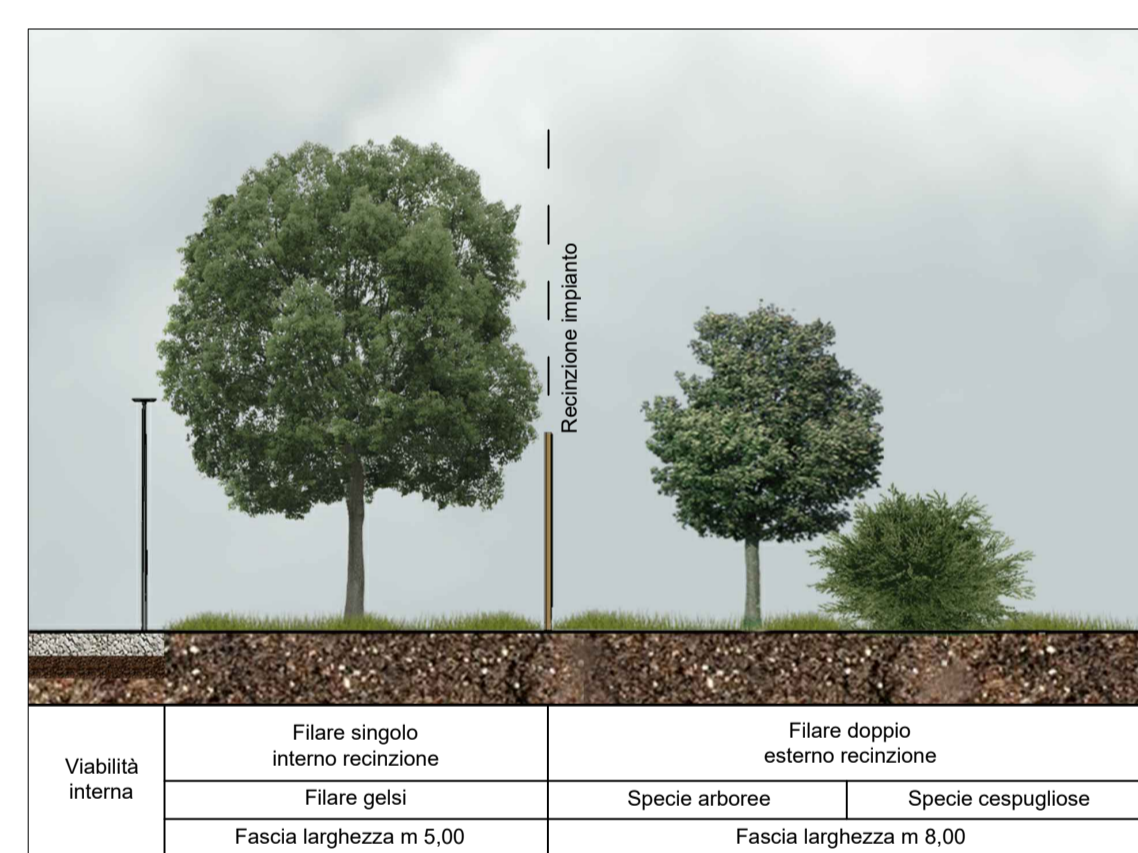 Recinzione impianto
Viabilità
interna
Filare singolo
interno recinzione
Filare doppio
esterno recinzione
Filare gelsi
Specie arboree
Specie cespugliose
Fascia larghezza m 5,00
Fascia larghezza m 8,00